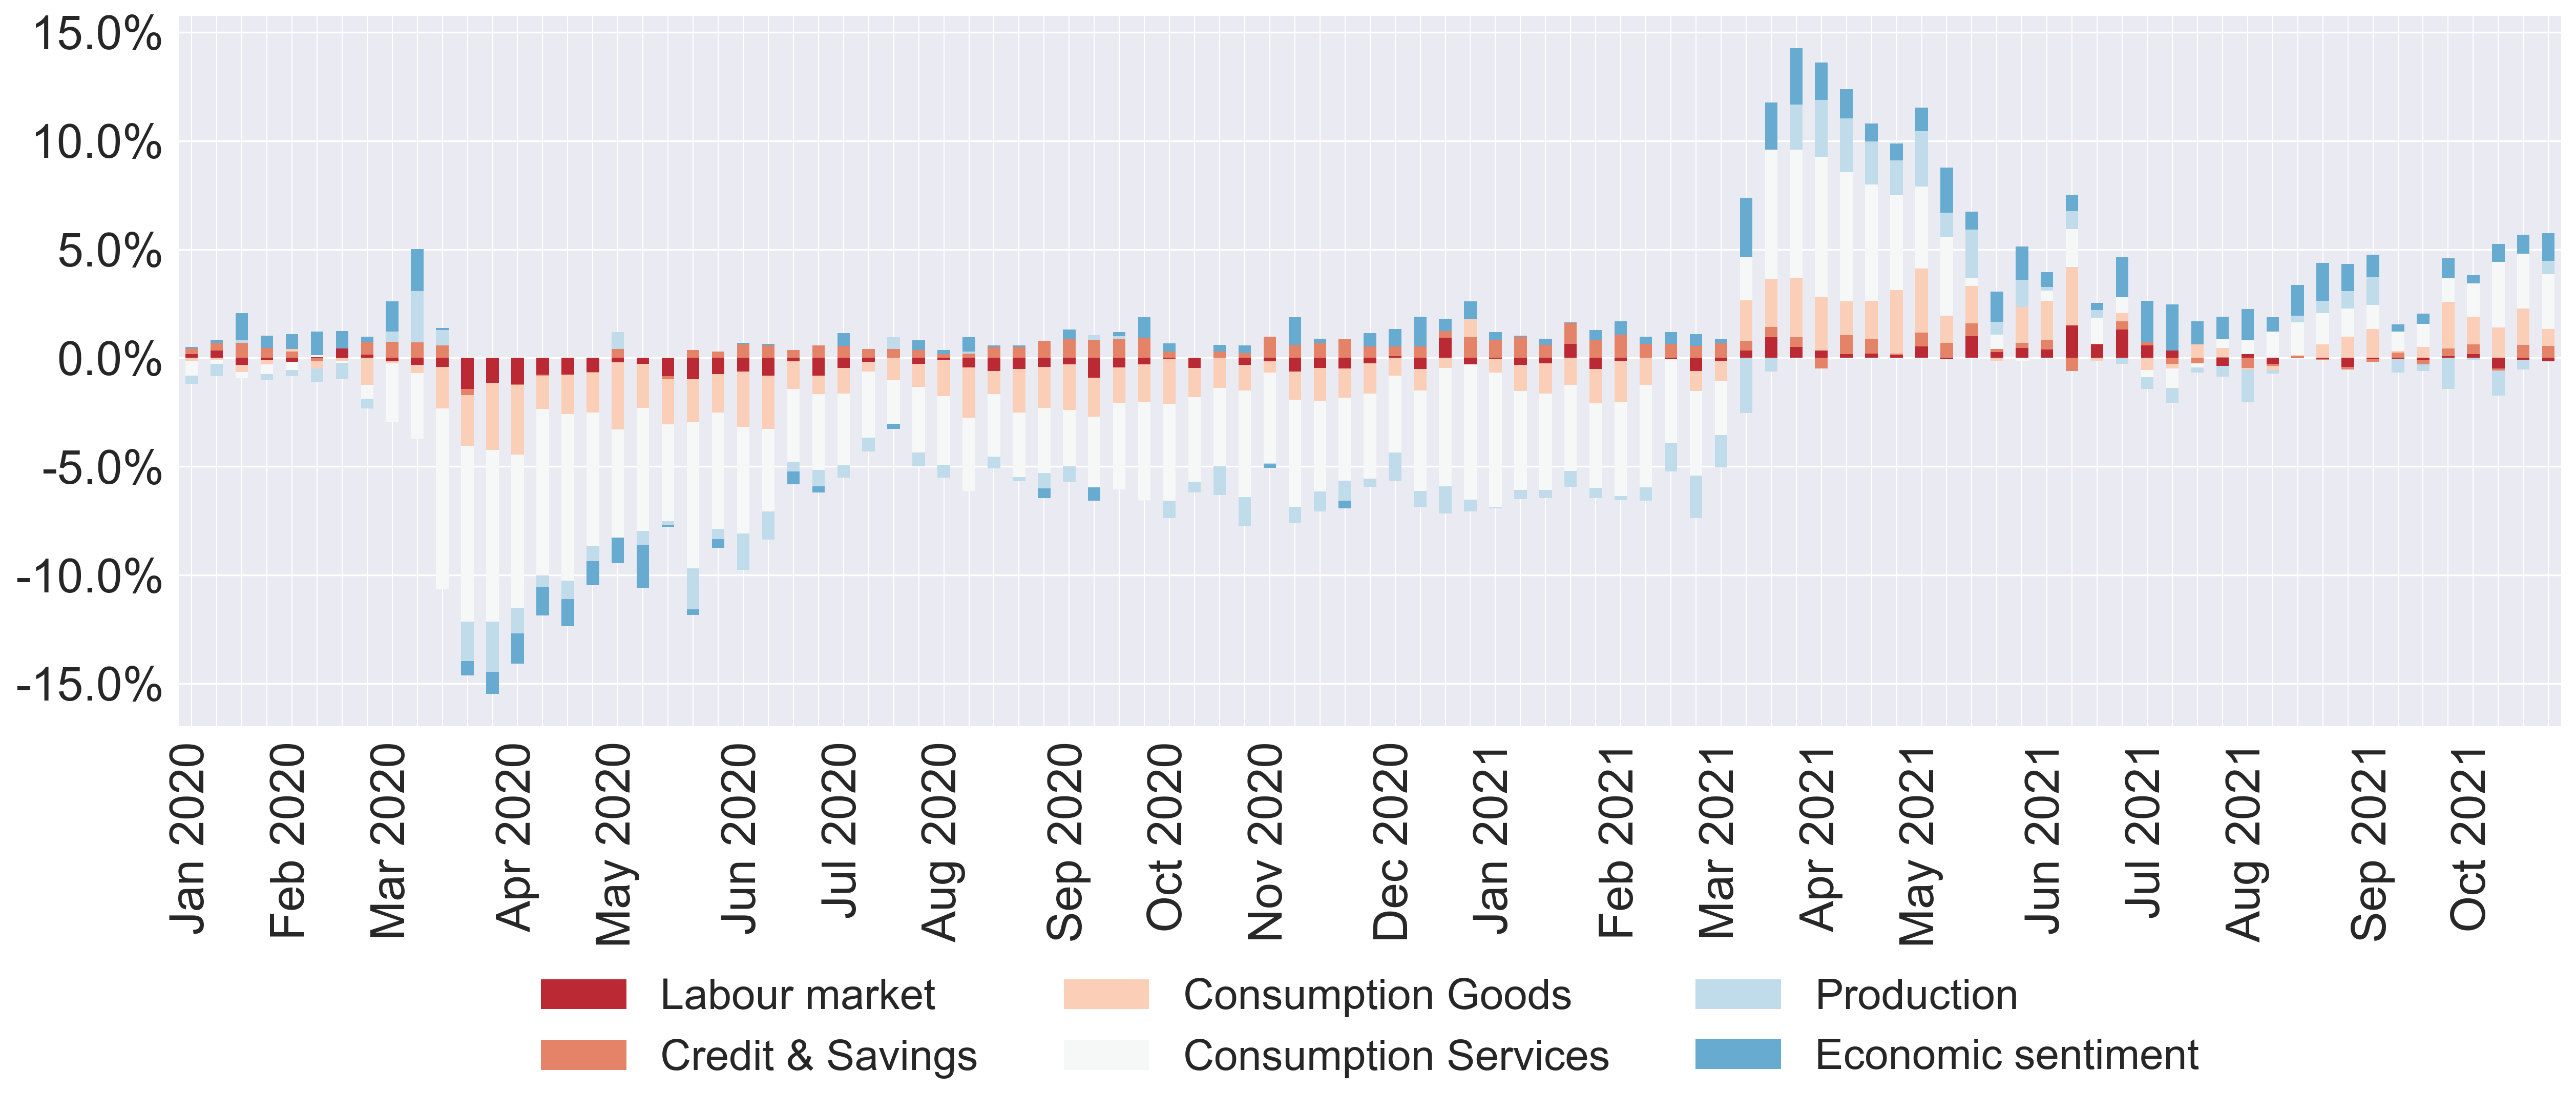 15.0%
10.0%
5.0%
0.0%
-5.0%
-10.0%
-15.0%
Jan 2020
Feb 2020
Mar 2020
Apr 2020
May 2020
Jun 2020
Jul 2020
Aug 2020
Sep 2020
Oct 2020
Nov 2020
Dec 2020
Jan 2021
Feb 2021
Mar 2021
Apr 2021
May 2021
Jun 2021
Jul 2021
Aug 2021
Sep 2021
Oct 2021
Labour market
Credit & Savings
Consumption Goods
Consumption Services
Production
Economic sentiment